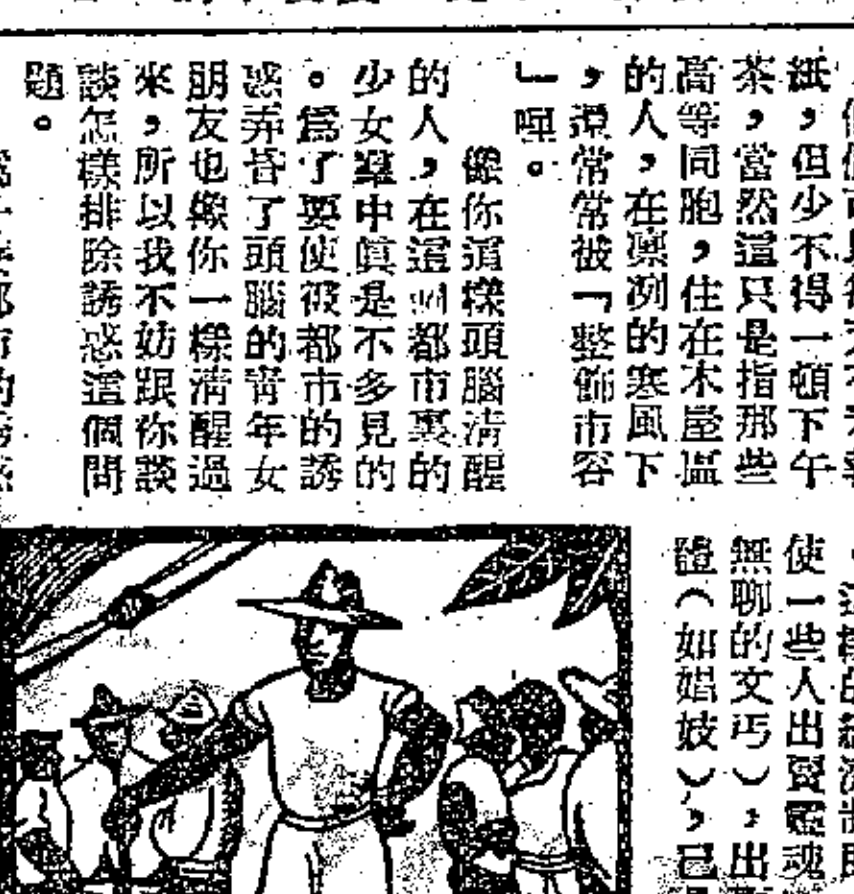 紙，但少不得一頓下午
茶，當然這只是指那些
高等同胞，住在木屋區
的人，在凜冽的寒風下
，還常常被「整飾市容
」哩。
像你這樣頭腦清醒
的人，在這個都市裏的
少女羣中眞是不多見的
。爲了要使被都市的誘
惑弄昏了頭腦的靑年女
朋友也像你一樣清醒過
來，所以我不妨跟你談
談怎樣排除誘惑這個問
題。
使一些人出賣靈魂
無聊的文丐），出
體（如娼妓），已